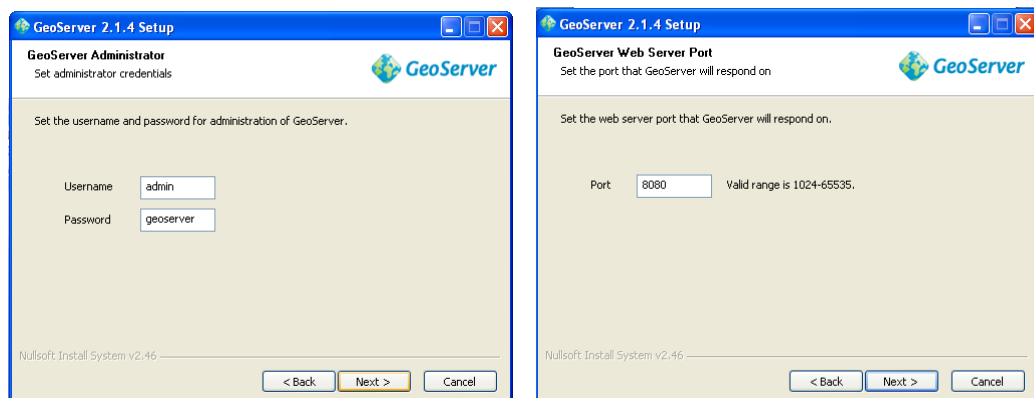 GeoServer 2.1.4 Setup
GeoServer Administrator
Set administrator credentials
GeoServer
Set the username and password for administration of GeoServer.
Username admin
Password geoserver
Nullsoft Install System v2.46
< Back Next > Cancel
GeoServer 2.1.4 Setup
GeoServer Web Server Port
Set the port that GeoServer will respond on
GeoServer
Set the web server port that GeoServer will respond on.
Port 8080 Valid range is 1024-65535.
Nullsoft Install System v2.46
< Back Next > Cancel